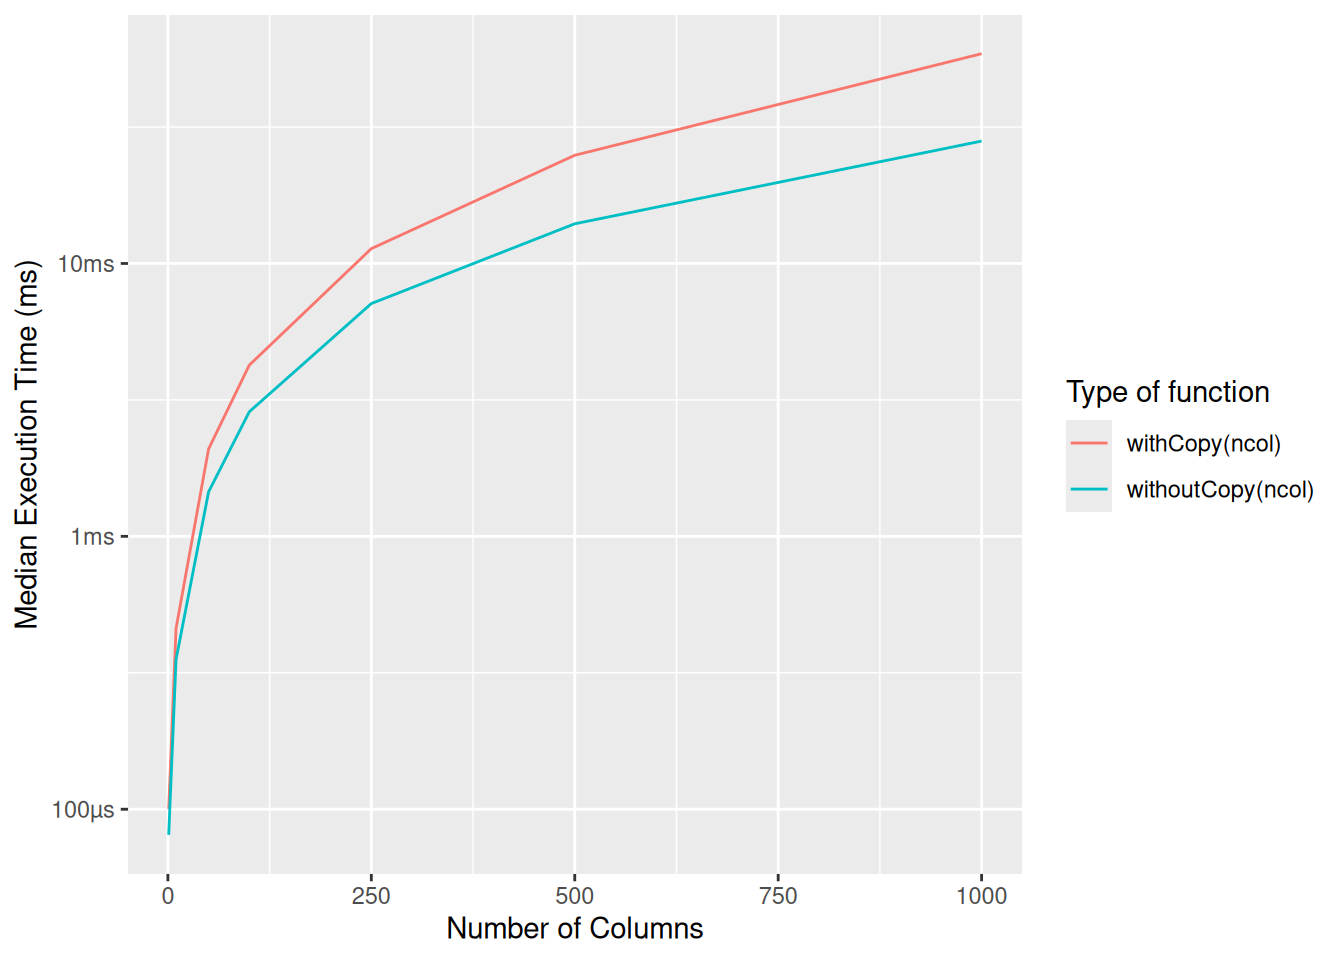 Median Execution Time (ms)
10ms
1ms
100µs
0
250
500
750
1000
Number of Columns
Type of function
withCopy(ncol)
withoutCopy(ncol)